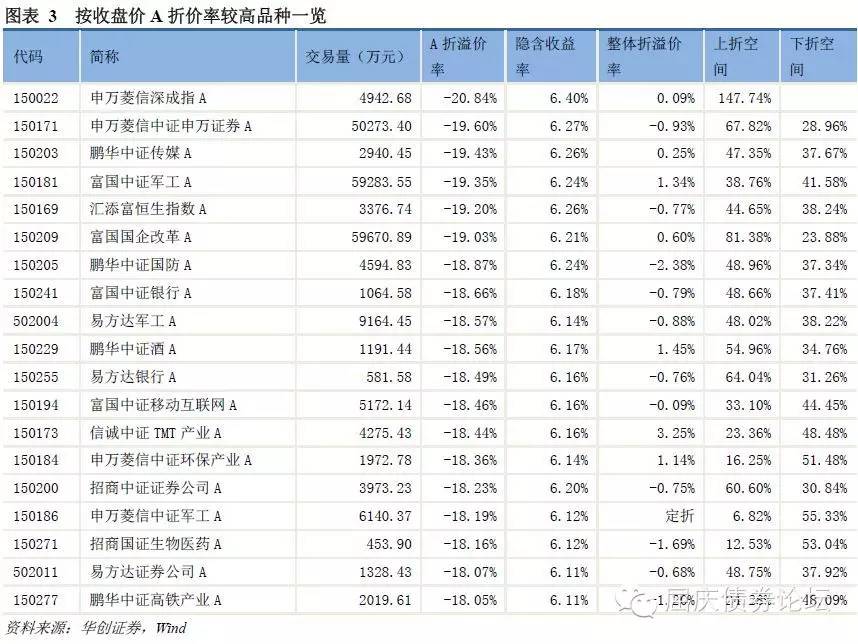 图表 3 按收盘价 A 折价率较高品种一览
代码 简称 交易量（万元） A 折溢价率 隐含收益率 整体折溢价率 上折空间 下折空间
150022 申万菱信深成指 A 4942.68 -20.84% 6.40% 0.09% 147.74%
150171 申万菱信中证申万证券 A 50273.40 -19.60% 6.27% -0.93% 67.82% 28.96%
150203 鹏华中证传媒 A 2940.45 -19.43% 6.26% 0.25% 47.35% 37.67%
150181 富国中证军工 A 59283.55 -19.35% 6.24% 1.34% 38.76% 41.58%
150169 汇添富恒生指数 A 3376.74 -19.20% 6.26% -0.77% 44.65% 38.24%
150209 富国国企改革 A 59670.89 -19.03% 6.21% 0.60% 81.38% 23.88%
150205 鹏华中证国防 A 4594.83 -18.87% 6.24% -2.38% 48.96% 37.34%
150241 富国中证银行 A 1064.58 -18.66% 6.18% -0.79% 48.66% 37.41%
502004 易方达军工 A 9164.45 -18.57% 6.14% -0.88% 48.02% 38.22%
150229 鹏华中证酒 A 1191.44 -18.56% 6.17% 1.45% 54.96% 34.76%
150255 易方达银行 A 581.58 -18.49% 6.16% -0.76% 64.04% 31.26%
150194 富国中证移动互联网 A 5172.14 -18.46% 6.16% -0.09% 33.10% 44.45%
150173 信诚中证 TMT 产业 A 4275.43 -18.44% 6.16% 3.25% 23.36% 48.48%
150184 申万菱信中证环保产业 A 1972.78 -18.36% 6.14% 1.14% 16.25% 51.48%
150200 招商中证证券公司 A 3973.23 -18.23% 6.20% -0.75% 60.60% 30.84%
150186 申万菱信中证军工 A 6140.37 -18.19% 6.12% 定折 6.82% 55.33%
150271 招商国证生物医药 A 453.90 -18.16% 6.12% -1.69% 12.53% 53.04%
502011 易方达证券公司 A 1328.43 -18.07% 6.11% -0.68% 48.75% 37.92%
150277 鹏华中证高铁产业 A 2019.61 -18.05% 6.11% 48.09%
屈庆债券论坛
资料来源：华创证券，Wind